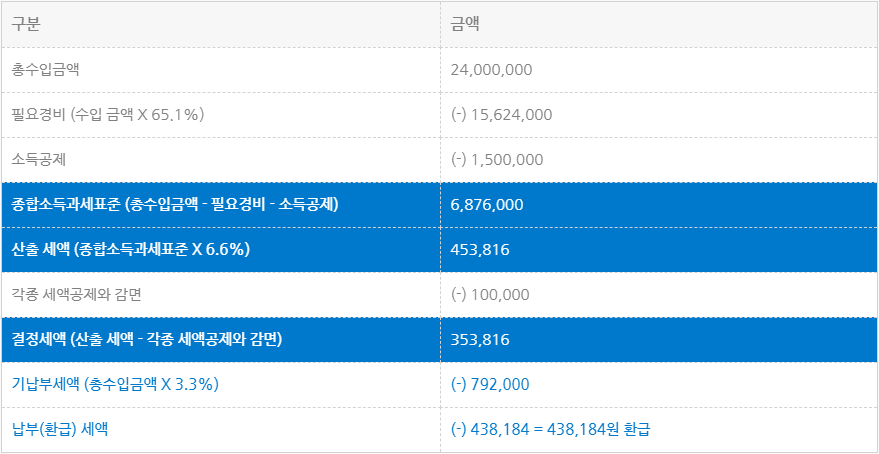 구분 금액
총수입금액 24,000,000
필요경비 (수입 금액 X 65.1%) (-) 15,624,000
소득공제 (-) 1,500,000
종합소득과세표준 (총수입금액 - 필요경비 - 소득공제) 6,876,000
산출 세액 (종합소득과세표준 X 6.6%) 453,816
각종 세액공제와 감면 (-) 100,000
결정세액 (산출 세액 - 각종 세액공제와 감면) 353,816
기납부세액 (총수입금액 X 3.3%) (-) 792,000
납부(환급) 세액 (-) 438,184 = 438,184원 환급